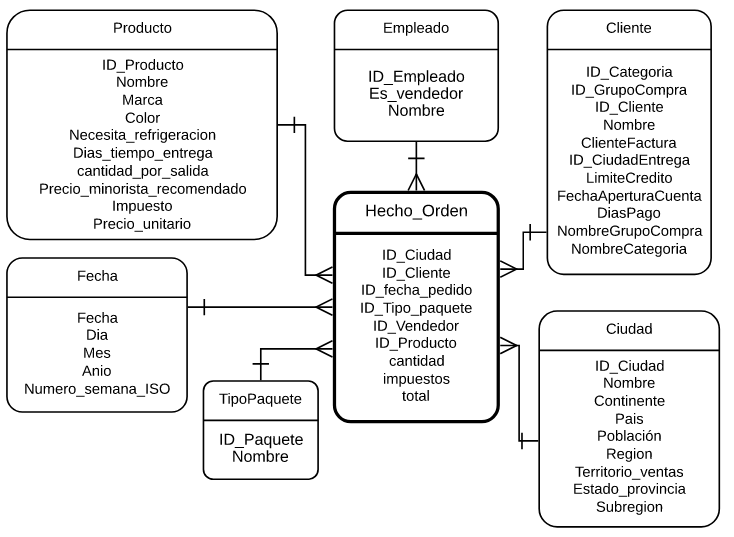 Producto
ID_Producto
Nombre
Marca
Color
Necesita_refrigeracion
Dias_tiempo_entrega
cantidad_por_salida
Precio_minorista_recomendado
Impuesto
Precio_unitario
Empleado
ID_Empleado
Es_vendedor
Nombre
Cliente
ID_Categoria
ID_GrupoCompra
ID_Cliente
Nombre
ClienteFactura
ID_CiudadEntrega
LimiteCredito
FechaAperturaCuenta
DiasPago
NombreGrupoCompra
NombreCategoria
Hecho_Orden
ID_Ciudad
ID_Cliente
ID_fecha_pedido
ID_Tipo_paquete
ID_Vendedor
ID_Producto
cantidad
impuestos
total
Fecha
Fecha
Dia
Mes
Anio
Numero_semana_ISO
TipoPaquete
ID_Paquete
Nombre
Ciudad
ID_Ciudad
Nombre
Continente
Pais
Población
Region
Territorio_ventas
Estado_provincia
Subregion